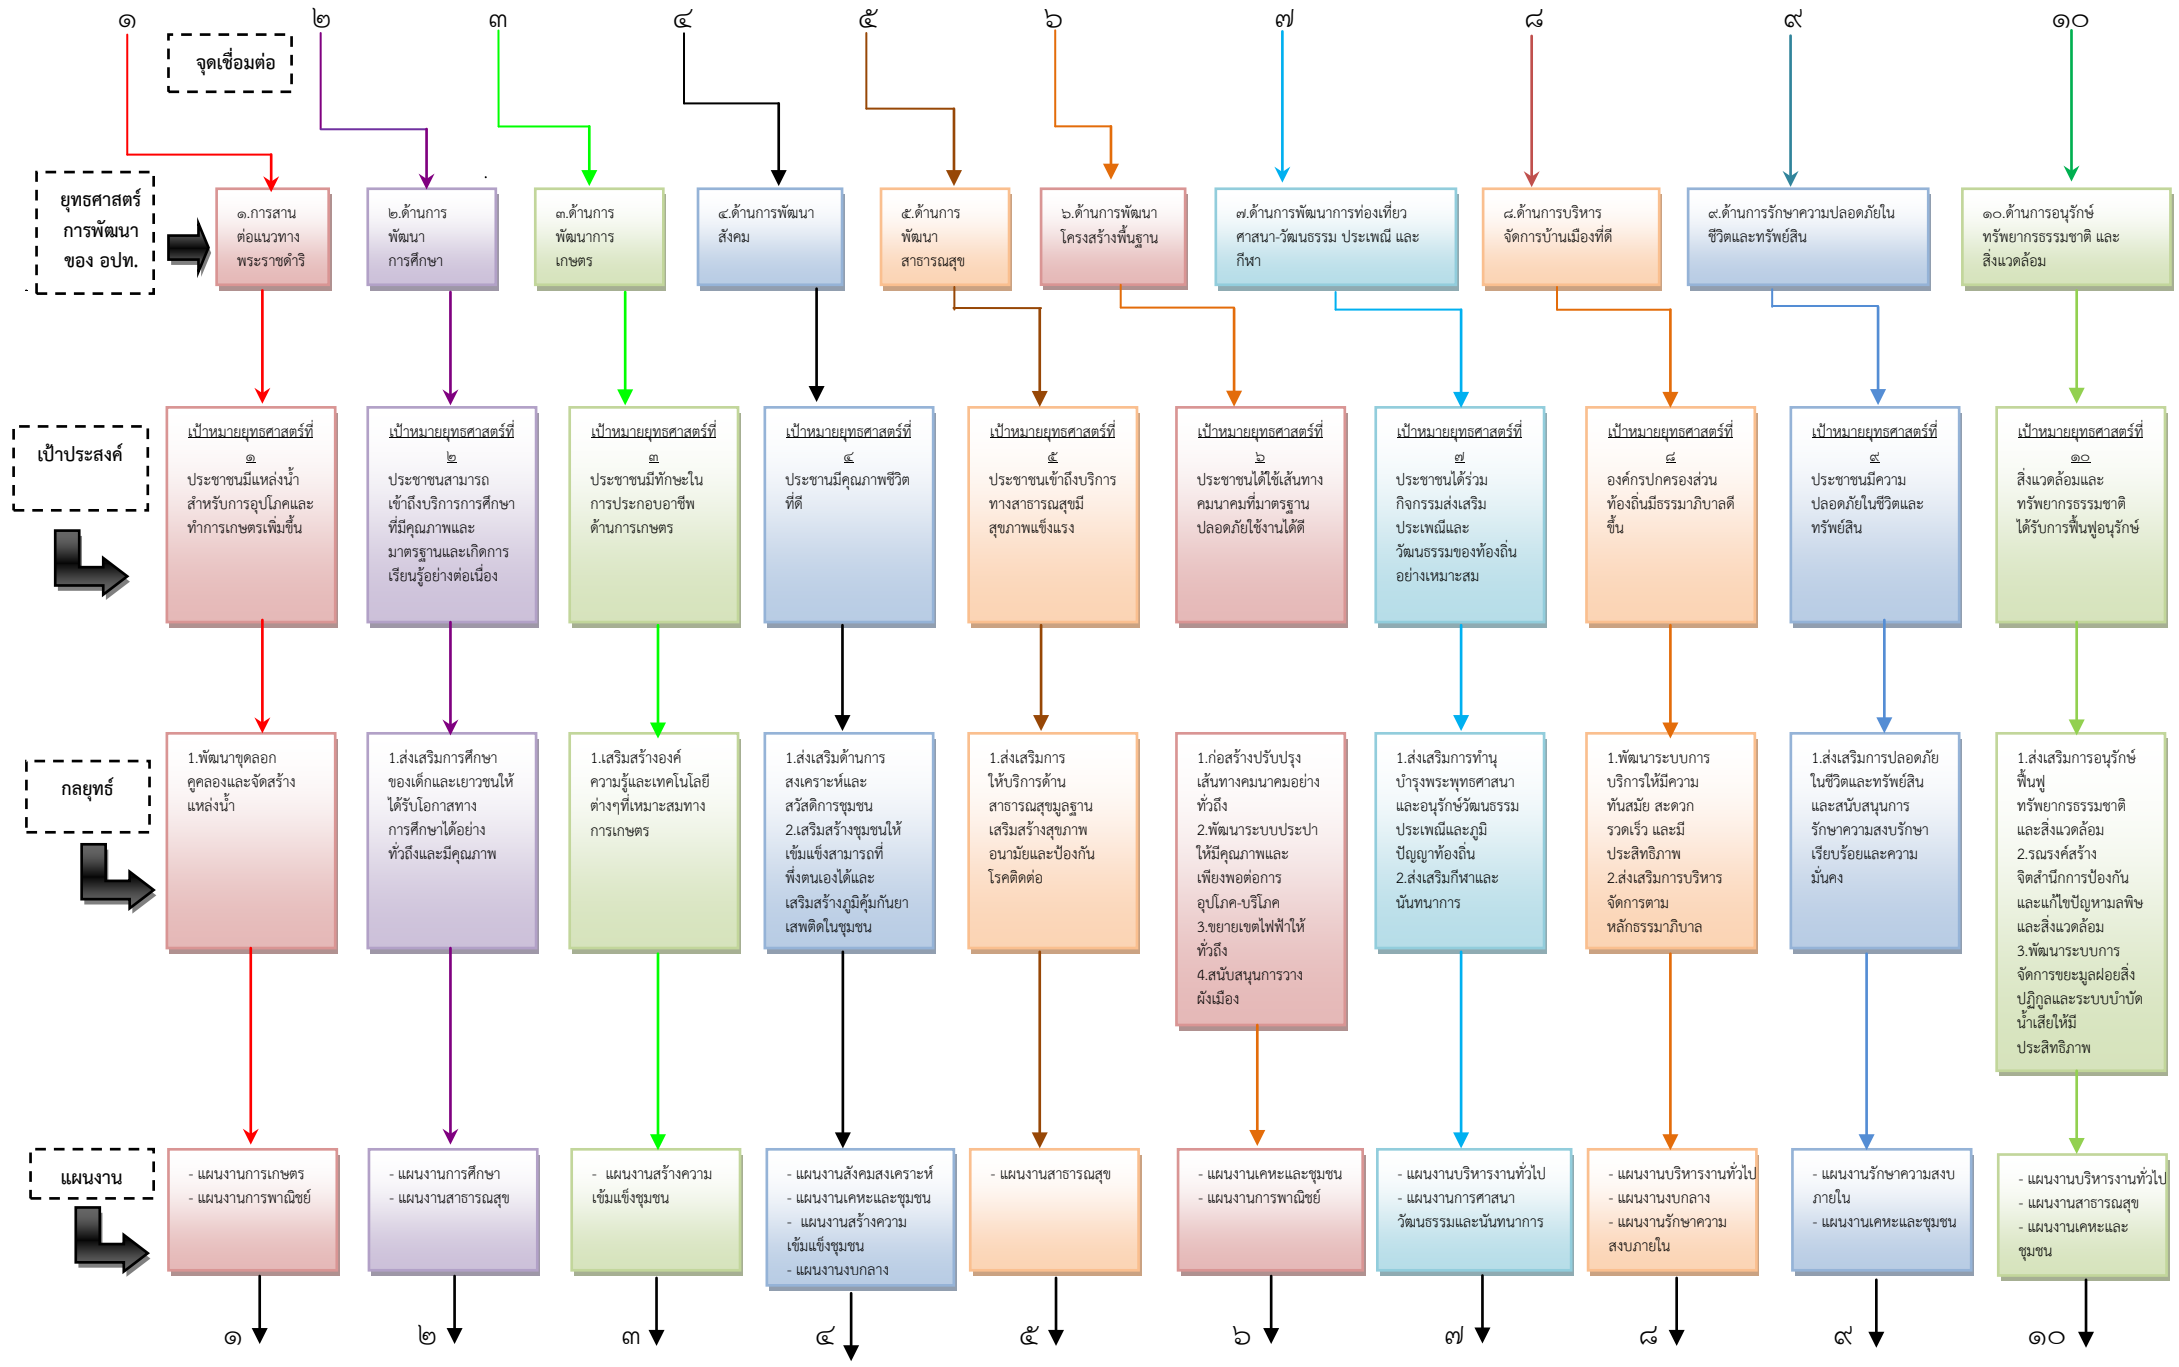 ๑ ๒ ๓ ๔ ๕ ๖ ๗ ๘ ๙ ๑๐
จุดเชื่อมต่อ
ยุทธศาสตร์
การพัฒนา
ของ อปท.
๑.การสาน
ต่อแนวทาง
พระราชดำริ
๒.ด้านการ
พัฒนา
การศึกษา
๓.ด้านการ
พัฒนาการ
เกษตร
๔.ด้านการพัฒนา
สังคม
๕.ด้านการ
พัฒนา
สาธารณสุข
๖.ด้านการพัฒนา
โครงสร้างพื้นฐาน
๗.ด้านการพัฒนาการท่องเที่ยว
ศาสนา-วัฒนธรรม ประเพณี และ
กีฬา
๘.ด้านการบริหาร
จัดการบ้านเมืองที่ดี
๙.ด้านการรักษาความปลอดภัยใน
ชีวิตและทรัพย์สิน
๑๐.ด้านการอนุรักษ์
ทรัพยากรธรรมชาติ และ
สิ่งแวดล้อม
เป้าประสงค์
เป้าหมายยุทธศาสตร์ที่
๑
ประชาชนมีแหล่งน้ำ
สำหรับการอุปโภคและ
ทำการเกษตรเพิ่มขึ้น
เป้าหมายยุทธศาสตร์ที่
๒
ประชาชนสามารถ
เข้าถึงบริการการศึกษา
ที่มีคุณภาพและ
มาตรฐานและเกิดการ
เรียนรู้อย่างต่อเนื่อง
เป้าหมายยุทธศาสตร์ที่
๓
ประชาชนมีทักษะใน
การประกอบอาชีพ
ด้านการเกษตร
เป้าหมายยุทธศาสตร์ที่
๔
ประชานมีคุณภาพชีวิต
ที่ดี
เป้าหมายยุทธศาสตร์ที่
๕
ประชาชนเข้าถึงบริการ
ทางสาธารณสุขมี
สุขภาพแข็งแรง
เป้าหมายยุทธศาสตร์ที่
๖
ประชาชนได้ใช้เส้นทาง
คมนาคมที่มาตรฐาน
ปลอดภัยใช้งานได้ดี
เป้าหมายยุทธศาสตร์ที่
๗
ประชาชนได้ร่วม
กิจกรรมส่งเสริม
ประเพณีและ
วัฒนธรรมของท้องถิ่น
อย่างเหมาะสม
เป้าหมายยุทธศาสตร์ที่
๘
องค์กรปกครองส่วน
ท้องถิ่นมีธรรมาภิบาลดี
ขึ้น
เป้าหมายยุทธศาสตร์ที่
๙
ประชาชนมีความ
ปลอดภัยในชีวิตและ
ทรัพย์สิน
เป้าหมายยุทธศาสตร์ที่
๑๐
สิ่งแวดล้อมและ
ทรัพยากรธรรมชาติ
ได้รับการฟื้นฟูอนุรักษ์
กลยุทธ์
1.พัฒนาขุดลอก
คูคลองและจัดสร้าง
แหล่งน้ำ
1.ส่งเสริมการศึกษา
ของเด็กและเยาวชนให้
ได้รับโอกาสทาง
การศึกษาได้อย่าง
ทั่วถึงและมีคุณภาพ
1.เสริมสร้างองค์
ความรู้และเทคโนโลยี
ต่างๆที่เหมาะสมทาง
การเกษตร
1.ส่งเสริมด้านการ
สงเคราะห์และ
สวัสดิการชุมชน
2.เสริมสร้างชุมชนให้
เข้มแข็งสามารถที่
พึ่งตนเองได้และ
เสริมสร้างภูมิคุ้มกันยา
เสพติดในชุมชน
1.ส่งเสริมการ
ให้บริการด้าน
สาธารณสุขมูลฐาน
เสริมสร้างสุขภาพ
อนามัยและป้องกัน
โรคติดต่อ
1.ก่อสร้างปรับปรุง
เส้นทางคมนาคมอย่าง
ทั่วถึง
2.พัฒนาระบบประปา
ให้มีคุณภาพและ
เพียงพอต่อการ
อุปโภค-บริโภค
3.ขยายเขตไฟฟ้าให้
ทั่วถึง
4.สนับสนุนการวาง
ผังเมือง
1.ส่งเสริมการทำนุ
บำรุงพระพุทธศาสนา
และอนุรักษ์วัฒนธรรม
ประเพณีและภูมิ
ปัญญาท้องถิ่น
2.ส่งเสริมกีฬาและ
นันทนาการ
1.พัฒนาระบบการ
บริการให้มีความ
ทันสมัย สะดวก
รวดเร็ว และมี
ประสิทธิภาพ
2.ส่งเสริมการบริหาร
จัดการตาม
หลักธรรมาภิบาล
1.ส่งเสริมการปลอดภัย
ในชีวิตและทรัพย์สิน
และสนับสนุนการ
รักษาความสงบรักษา
เรียบร้อยและความ
มั่นคง
1.ส่งเสริมการอนุรักษ์
ฟื้นฟู
ทรัพยากรธรรมชาติ
และสิ่งแวดล้อม
2.รณรงค์สร้าง
จิตสำนึกการป้องกัน
และแก้ไขปัญหามลพิษ
และสิ่งแวดล้อม
3.พัฒนาระบบการ
จัดการขยะมูลฝอยสิ่ง
ปฏิกูลและระบบบำบัด
น้ำเสียให้มี
ประสิทธิภาพ
แผนงาน
- แผนงานการเกษตร
- แผนงานการพาณิชย์
- แผนงานการศึกษา
- แผนงานสาธารณสุข
- แผนงานสร้างความ
เข้มแข็งชุมชน
- แผนงานสังคมสงเคราะห์
- แผนงานเคหะและชุมชน
- แผนงานสร้างความ
เข้มแข็งชุมชน
- แผนงานงบกลาง
- แผนงานสาธารณสุข
- แผนงานเคหะและชุมชน
- แผนงานการพาณิชย์
- แผนงานบริหารงานทั่วไป
- แผนงานการศาสนา
วัฒนธรรมและนันทนาการ
- แผนงานบริหารงานทั่วไป
- แผนงานงบกลาง
- แผนงานรักษาความ
สงบภายใน
- แผนงานรักษาความสงบ
ภายใน
- แผนงานเคหะและชุมชน
- แผนงานบริหารงานทั่วไป
- แผนงานสาธารณสุข
- แผนงานเคหะและ
ชุมชน
๑ ๒ ๓ ๔ ๕ ๖ ๗ ๘ ๙ ๑๐